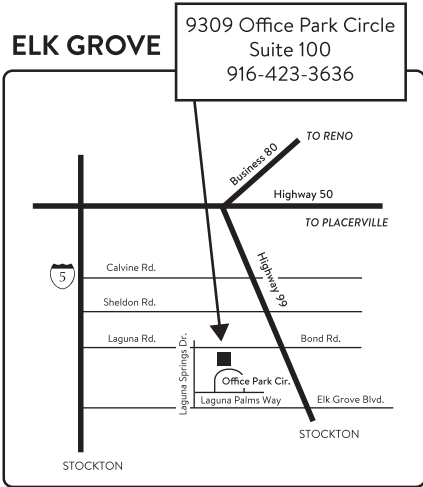 ELK GROVE
9309 Office Park Circle
Suite 100
916-423-3636
TO RENO
Business 80
Highway 50
TO PLACERVILLE
5
Calvine Rd.
Highway 99
Sheldon Rd.
Laguna Rd.
Bond Rd.
Laguna Springs Dr.
Office Park Cir.
Laguna Palms Way
Elk Grove Blvd.
STOCKTON
STOCKTON